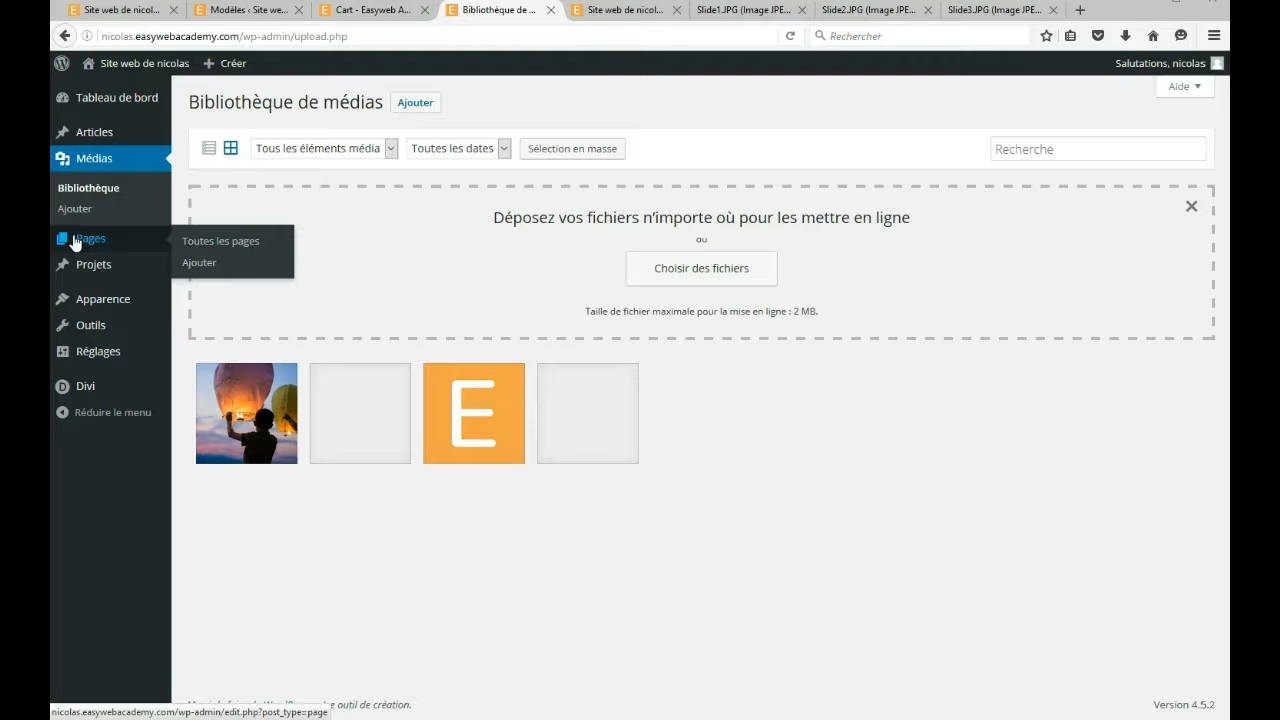 Site web de nicol...
Modèles ‹ Site we...
Cart - Easyweb A...
Bibliothèque de ...
Site web de nicol...
Slide1.JPG (Image JPE...
Slide2.JPG (Image JPE...
Slide3.JPG (Image JPE...
nicolas.easywebacademy.com/wp-admin/upload.php
Rechercher
Site web de nicolas
Créer
Salutations, nicolas
Tableau de bord
Articles
Médias
Bibliothèque
Ajouter
Pages
Toutes les pages
Ajouter
Projets
Apparence
Outils
Réglages
Divi
Réduire le menu
Bibliothèque de médias
Ajouter
Aide
Tous les éléments média
Toutes les dates
Sélection en masse
Recherche
Déposez vos fichiers n’importe où pour les mettre en ligne
ou
Choisir des fichiers
Taille de fichier maximale pour la mise en ligne : 2 MB.
E
outil de création.
Version 4.5.2
nicolas.easywebacademy.com/wp-admin/edit.php?post_type=page